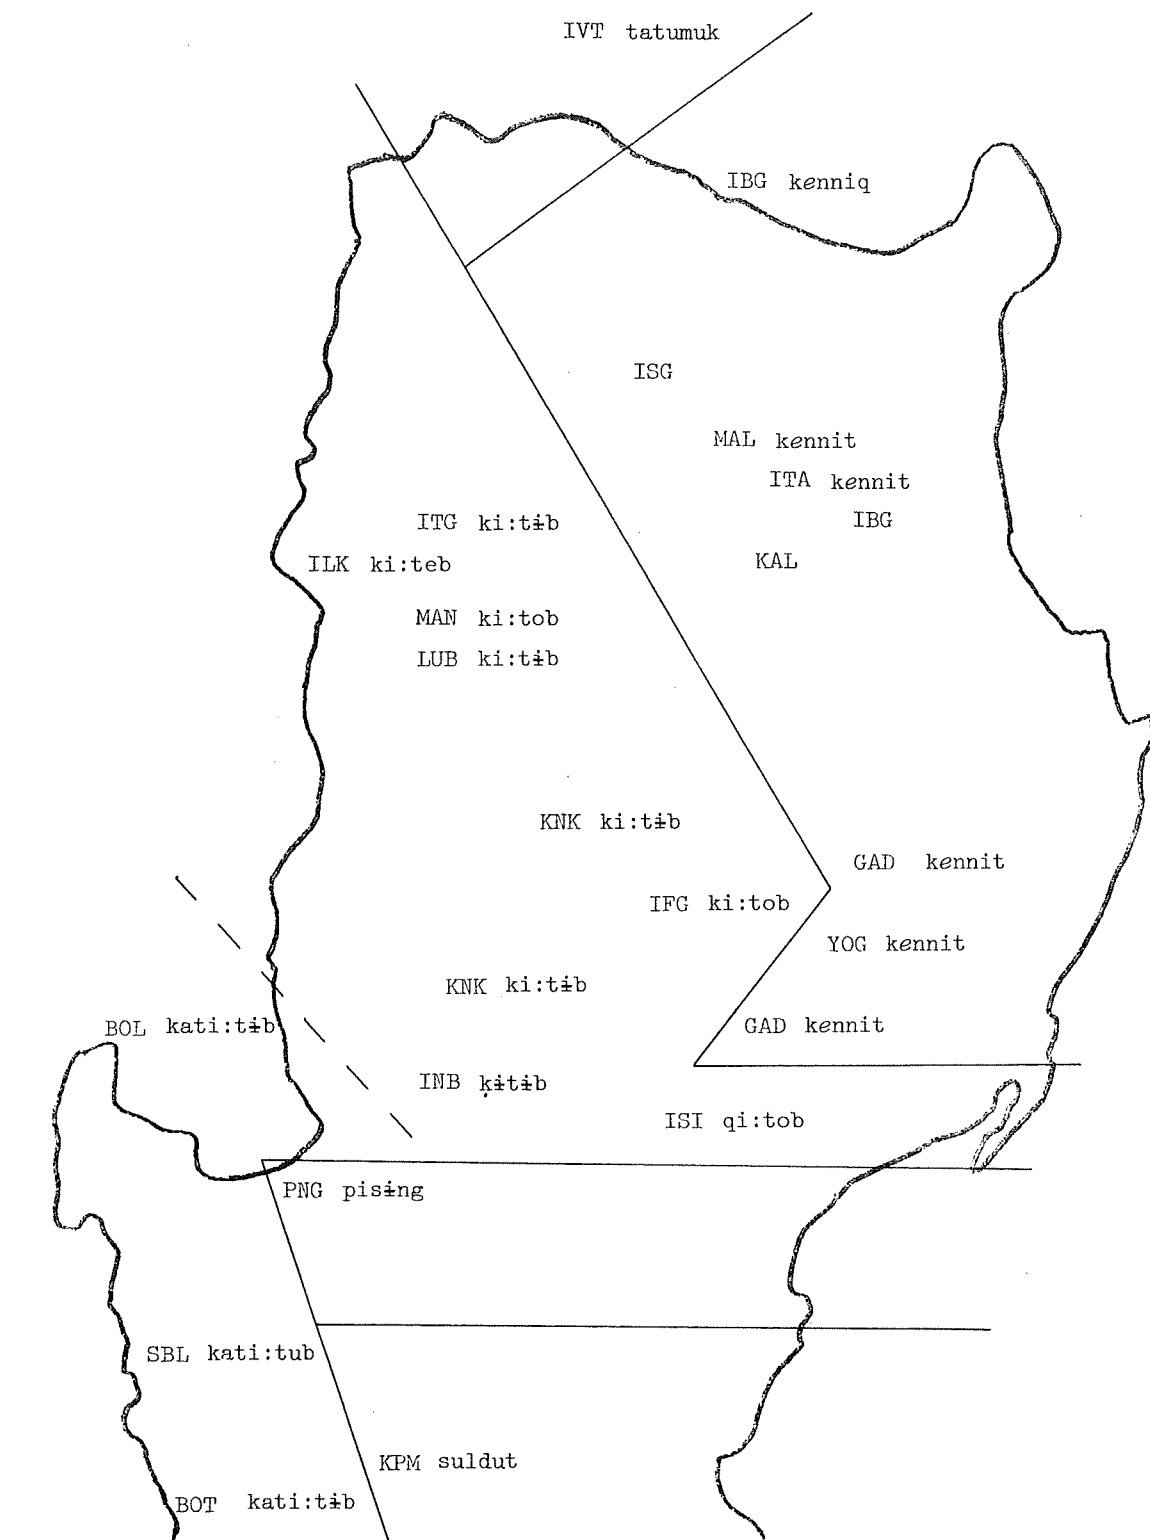 IVT tatumuk
IBG kenniq
ISG
MAL kennit
ITA kennit
IBG
ITG ki:tɨb
KAL
ILK ki:teb
MAN ki:tob
LUB ki:tɨb
KNK ki:tɨb
GAD kennit
IFG ki:tob
YOG kennit
KNK ki:tɨb
BOL kati:tɨb
GAD kennit
INB ḳɨtɨb
ISI qi:tob
PNG pisɨng
SBL kati:tub
KPM suldut
BOT kati:tɨb